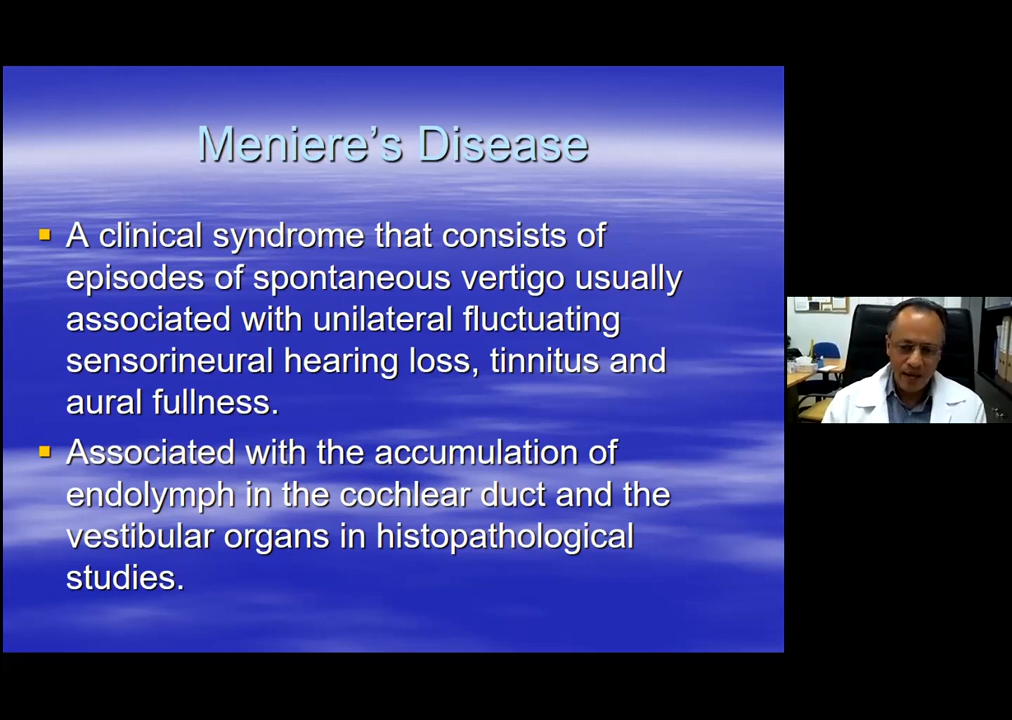 Meniere's Disease
A clinical syndrome that consists of
episodes of spontaneous vertigo usually
associated with unilateral fluctuating
sensorineural hearing loss, tinnitus and
aural fullness.
Associated with the accumulation of
endolymph in the cochlear duct and the
vestibular organs in histopathological
studies.